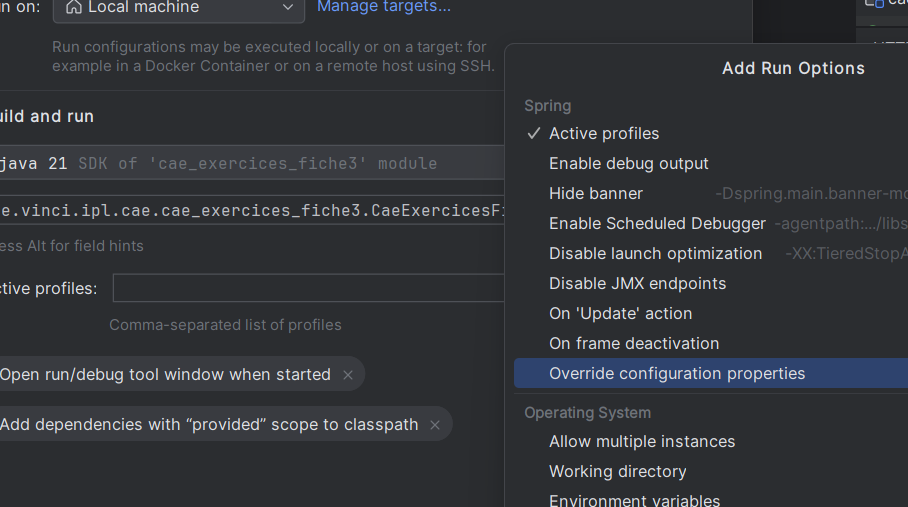 n on:
Local machine
Manage targets...
Run configurations may be executed locally or on a target: for
example in a Docker Container or on a remote host using SSH.
uild and run
java 21 SDK of 'cae_exercices_fiche3' module
e.vinci.ipl.cae.cae_exercices_fiche3.CaeExercicesFi
ess Alt for field hints
ctive profiles:
Comma-separated list of profiles
Open run/debug tool window when started
Add dependencies with “provided” scope to classpath
Add Run Options
Spring
Active profiles
Enable debug output
Hide banner -Dspring.main.banner-mo
Enable Scheduled Debugger -agentpath:.../libs
Disable launch optimization -XX:TieredStopA
Disable JMX endpoints
On 'Update' action
On frame deactivation
Override configuration properties
Operating System
Allow multiple instances
Working directory
Environment variables